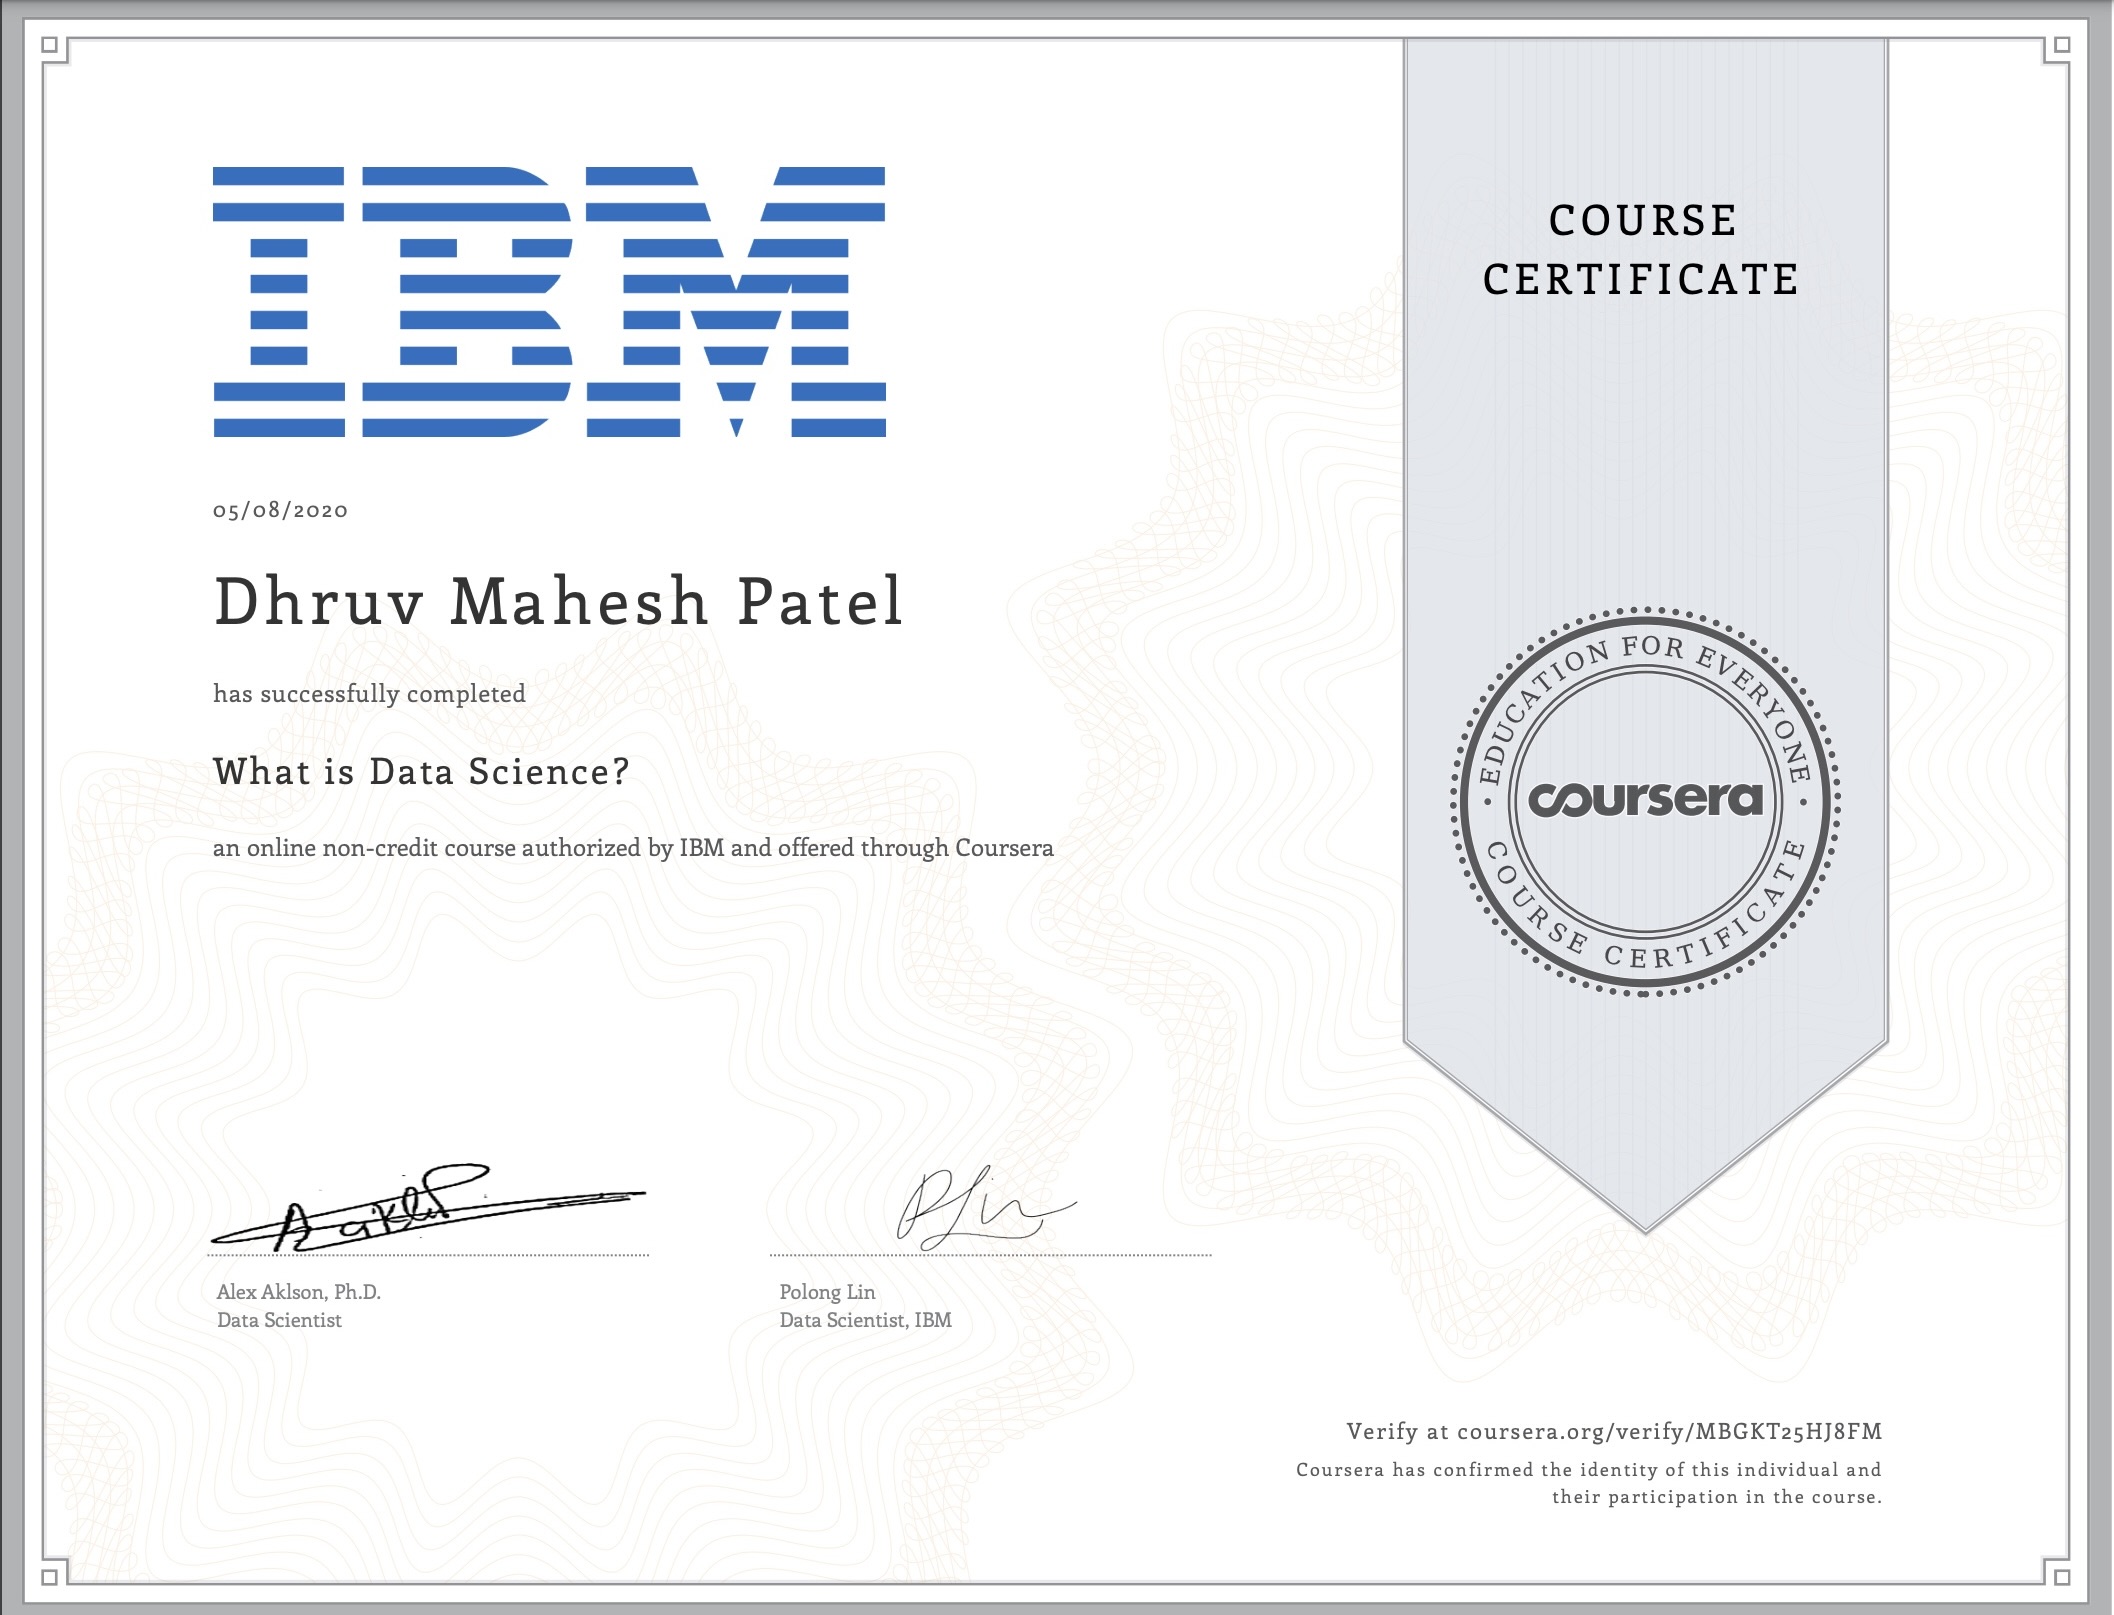 IBM
05/08/2020
Dhruv Mahesh Patel
has successfully completed
What is Data Science?
an online non-credit course authorized by IBM and offered through Coursera
Alex Aklson, Ph.D.
Data Scientist
P Lin
Polong Lin
Data Scientist, IBM
COURSE
CERTIFICATE
EDUCATION FOR EVERYONE
coursera
COURSE CERTIFICATE
Verify at coursera.org/verify/MBGKT25HJ8FM
Coursera has confirmed the identity of this individual and
their participation in the course.